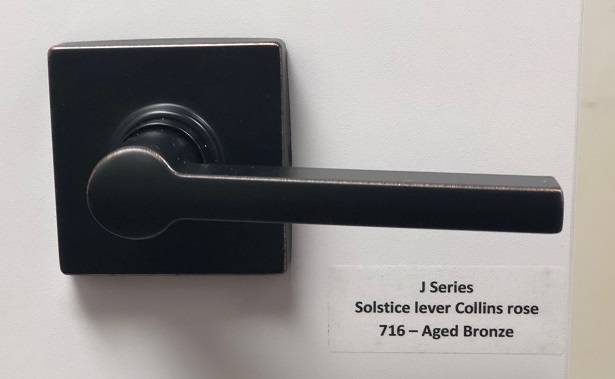 J Series
Solstice lever Collins rose
716 – Aged Bronze